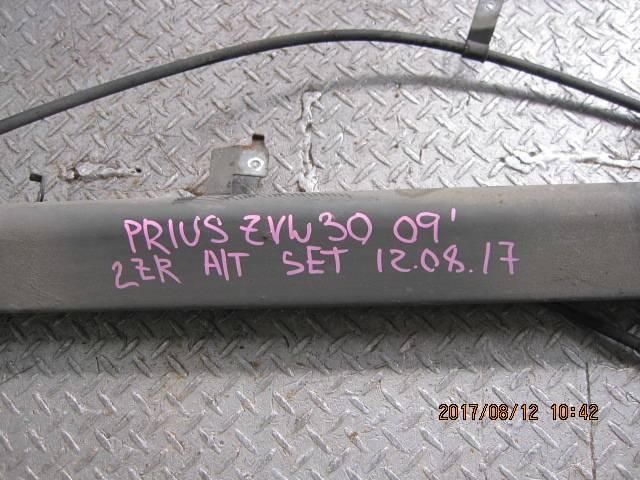 PRIUS ZVW30 09'
2ZR A/T SET 12.08.17
2017/08/12 10:42